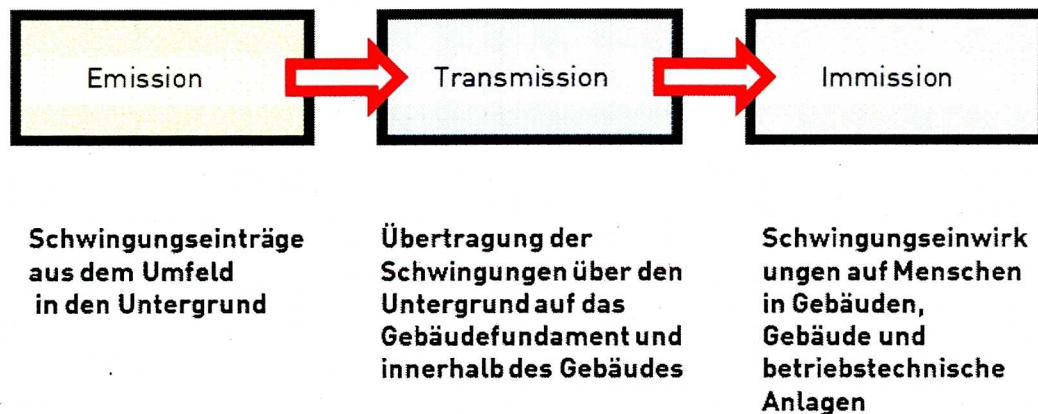 Emission
Transmission
Immission
Schwingungseinträge
aus dem Umfeld
in den Untergrund
Übertragung der
Schwingungen über den
Untergrund auf das
Gebäudefundament und
innerhalb des Gebäudes
Schwingungseinwirk
ungen auf Menschen
in Gebäuden,
Gebäude und
betriebstechnische
Anlagen